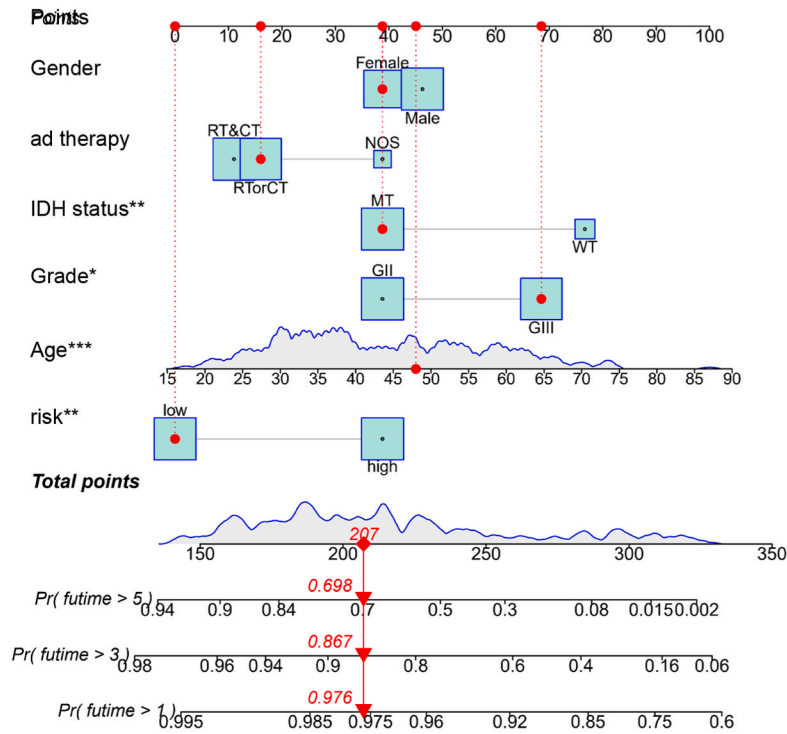 Points
0 10 20 30 40 50 60 70 80 90 100
Gender
Female
Male
ad therapy
RT&CT
NOS
RTorCT
IDH status**
MT
WT
Grade*
GII
GIII
Age***
15 20 25 30 35 40 45 50 55 60 65 70 75 80 85 90
risk**
low
high
Total points
207
150 200 250 300 350
0.698
Pr( futime > 5 )
0.94 0.9 0.84 0.7 0.5 0.3 0.08 0.015 0.002
0.867
Pr( futime > 3 )
0.98 0.96 0.94 0.9 0.8 0.6 0.4 0.16 0.06
0.976
Pr( futime > 1 )
0.995 0.985 0.975 0.96 0.92 0.85 0.75 0.6